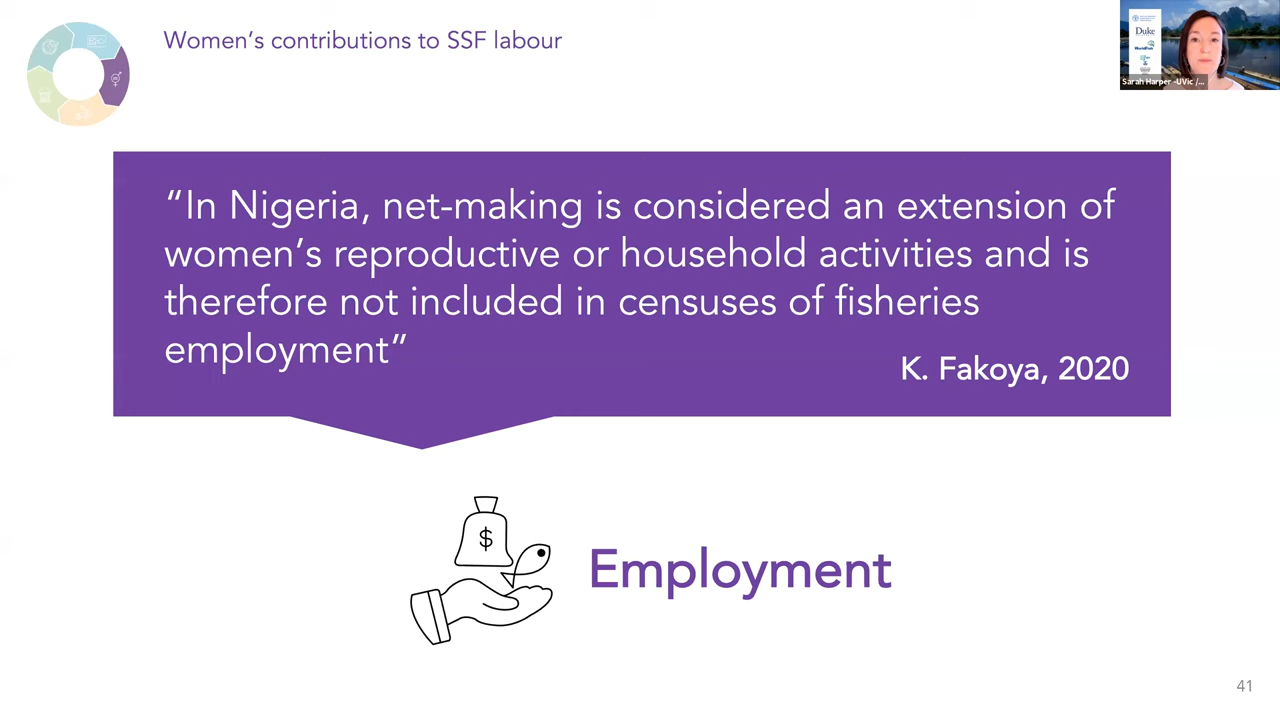 Women's contributions to SSF labour
Duke
WorldFish
Sarah Harper -UVic /...
“In Nigeria, net-making is considered an extension of
women's reproductive or household activities and is
therefore not included in censuses of fisheries
employment”
K. Fakoya, 2020
$
Employment
41